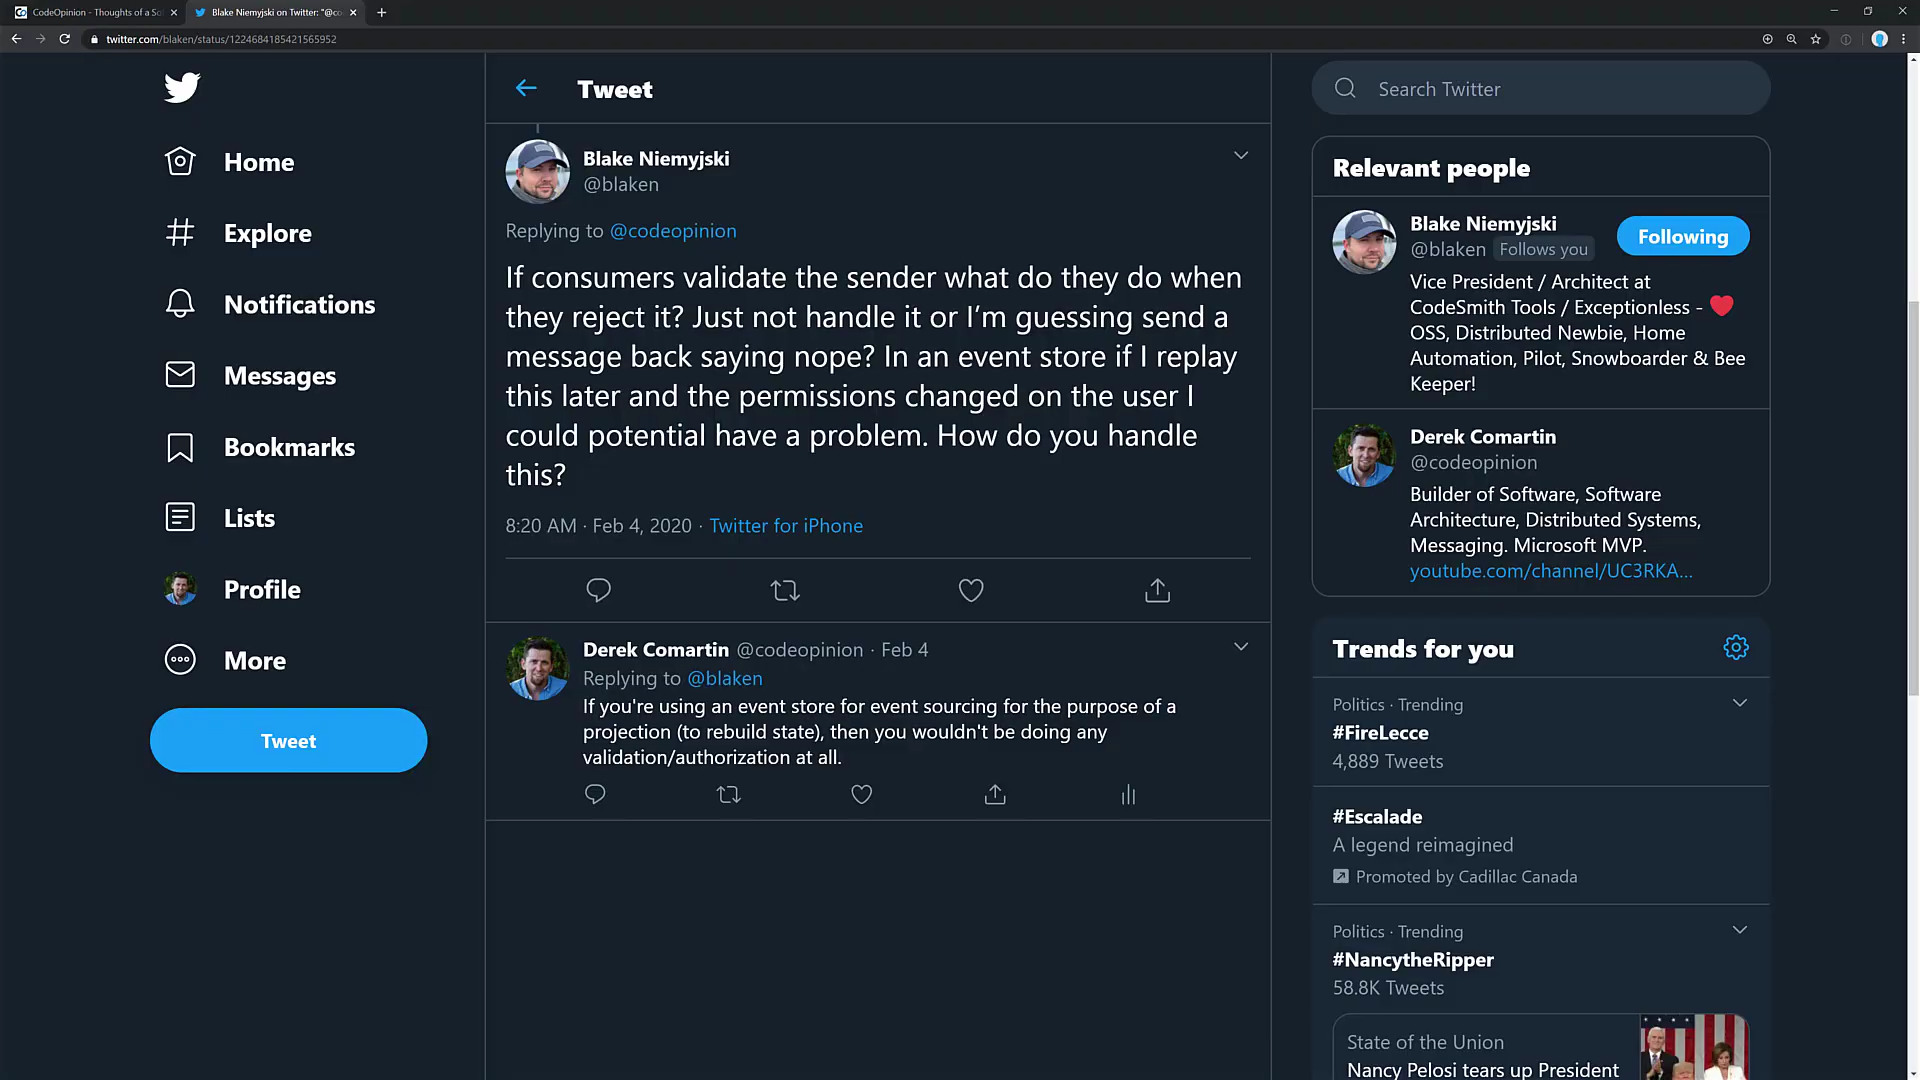 CodeOpinion - Thoughts of a So
Blake Niemyjski on Twitter: "@co
twitter.com/blaken/status/1224684185421565952
Home
Explore
Notifications
Messages
Bookmarks
Lists
Profile
More
Tweet
Tweet
Blake Niemyjski
@blaken
Replying to @codeopinion
If consumers validate the sender what do they do when
they reject it? Just not handle it or I’m guessing send a
message back saying nope? In an event store if I replay
this later and the permissions changed on the user I
could potential have a problem. How do you handle
this?
8:20 AM · Feb 4, 2020 · Twitter for iPhone
Derek Comartin @codeopinion · Feb 4
Replying to @blaken
If you're using an event store for event sourcing for the purpose of a
projection (to rebuild state), then you wouldn't be doing any
validation/authorization at all.
Search Twitter
Relevant people
Blake Niemyjski
@blaken Follows you
Following
Vice President / Architect at
CodeSmith Tools / Exceptionless - ❤️
OSS, Distributed Newbie, Home
Automation, Pilot, Snowboarder & Bee
Keeper!
Derek Comartin
@codeopinion
Builder of Software, Software
Architecture, Distributed Systems,
Messaging. Microsoft MVP.
youtube.com/channel/UC3RKA...
Trends for you
Politics · Trending
#FireLecce
4,889 Tweets
#Escalade
A legend reimagined
Promoted by Cadillac Canada
Politics · Trending
#NancytheRipper
58.8K Tweets
State of the Union
Nancy Pelosi tears up President